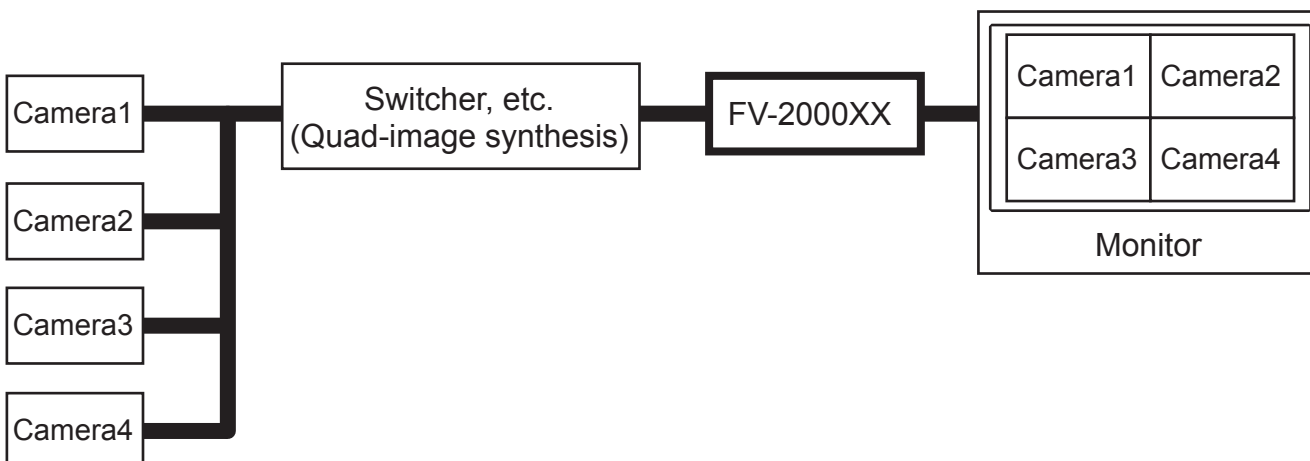 Camera1
Camera2
Camera3
Camera4
Switcher, etc.
(Quad-image synthesis)
FV-2000XX
Camera1 Camera2
Camera3 Camera4
Monitor